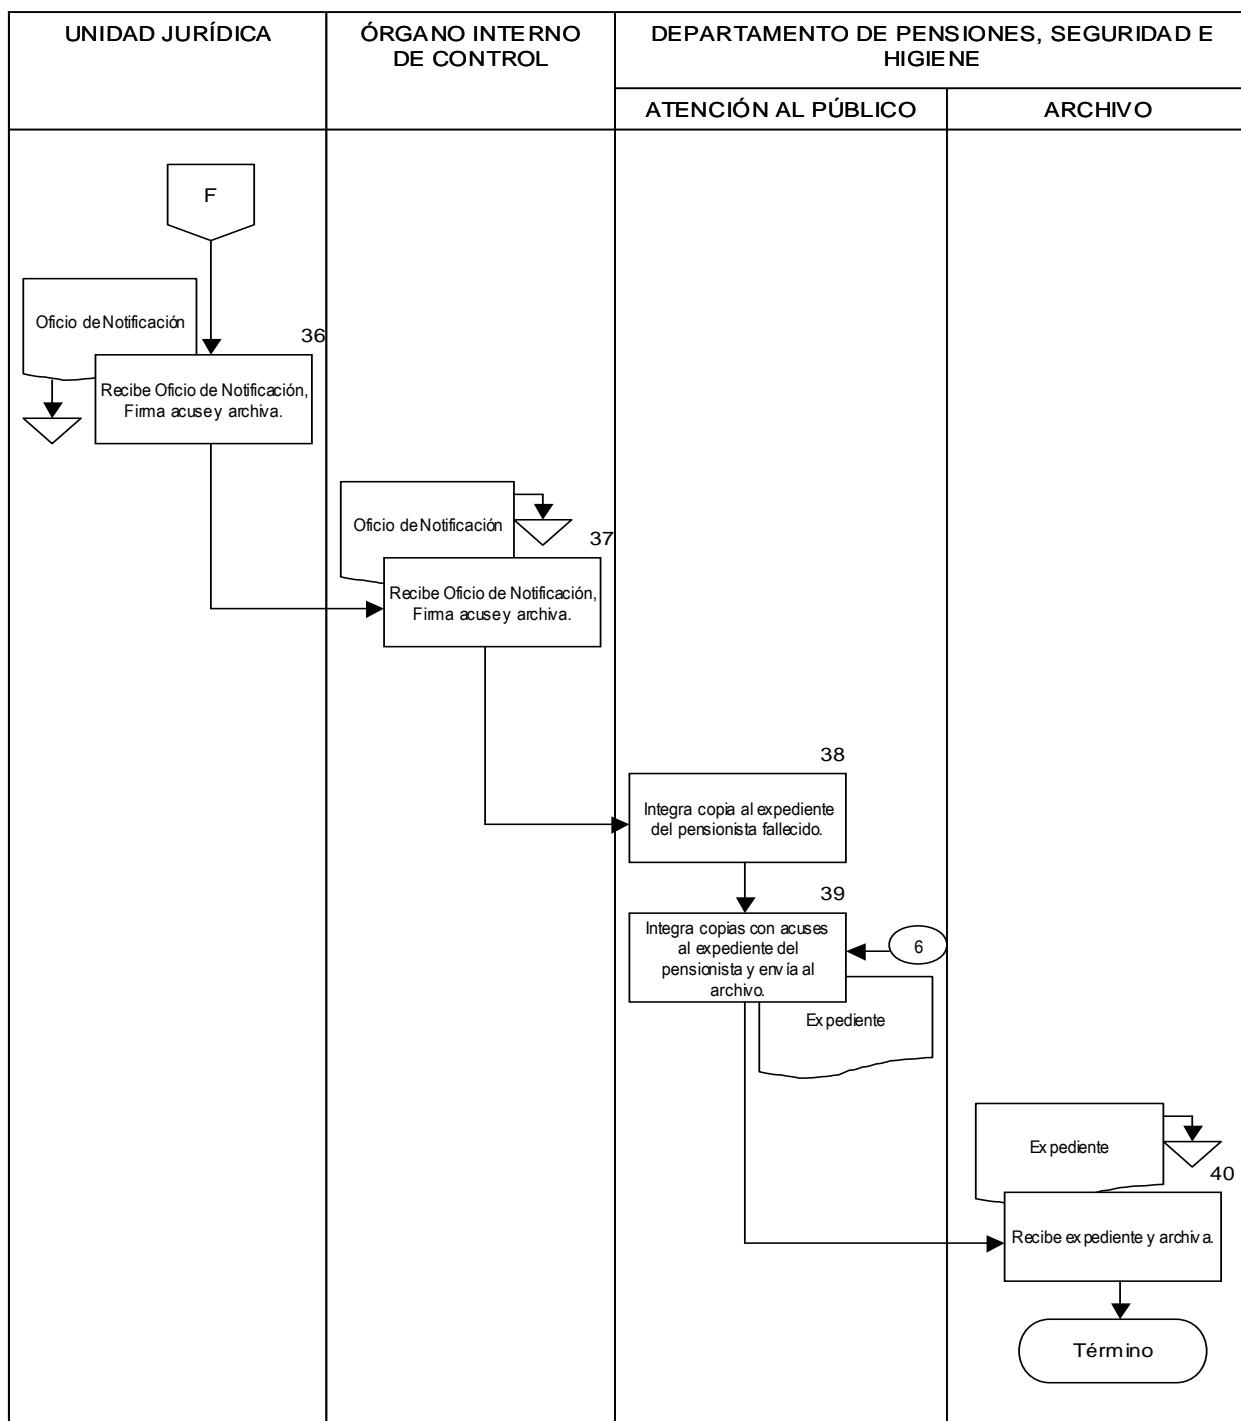 UNIDAD JURÍDICA
ÓRGANO INTERNO
DE CONTROL
DEPARTAMENTO DE PENSIONES, SEGURIDAD E
HIGIENE
ATENCIÓN AL PÚBLICO
ARCHIVO
F
Oficio de Notificación
36
Recibe Oficio de Notificación,
Firma acuse y archiva.
Oficio de Notificación
37
Recibe Oficio de Notificación,
Firma acuse y archiva.
38
Integra copia al expediente
del pensionista fallecido.
39
Integra copias con acuses
al expediente del
pensionista y envía al
archivo.
6
Expediente
Expediente
40
Recibe expediente y archiva.
Término